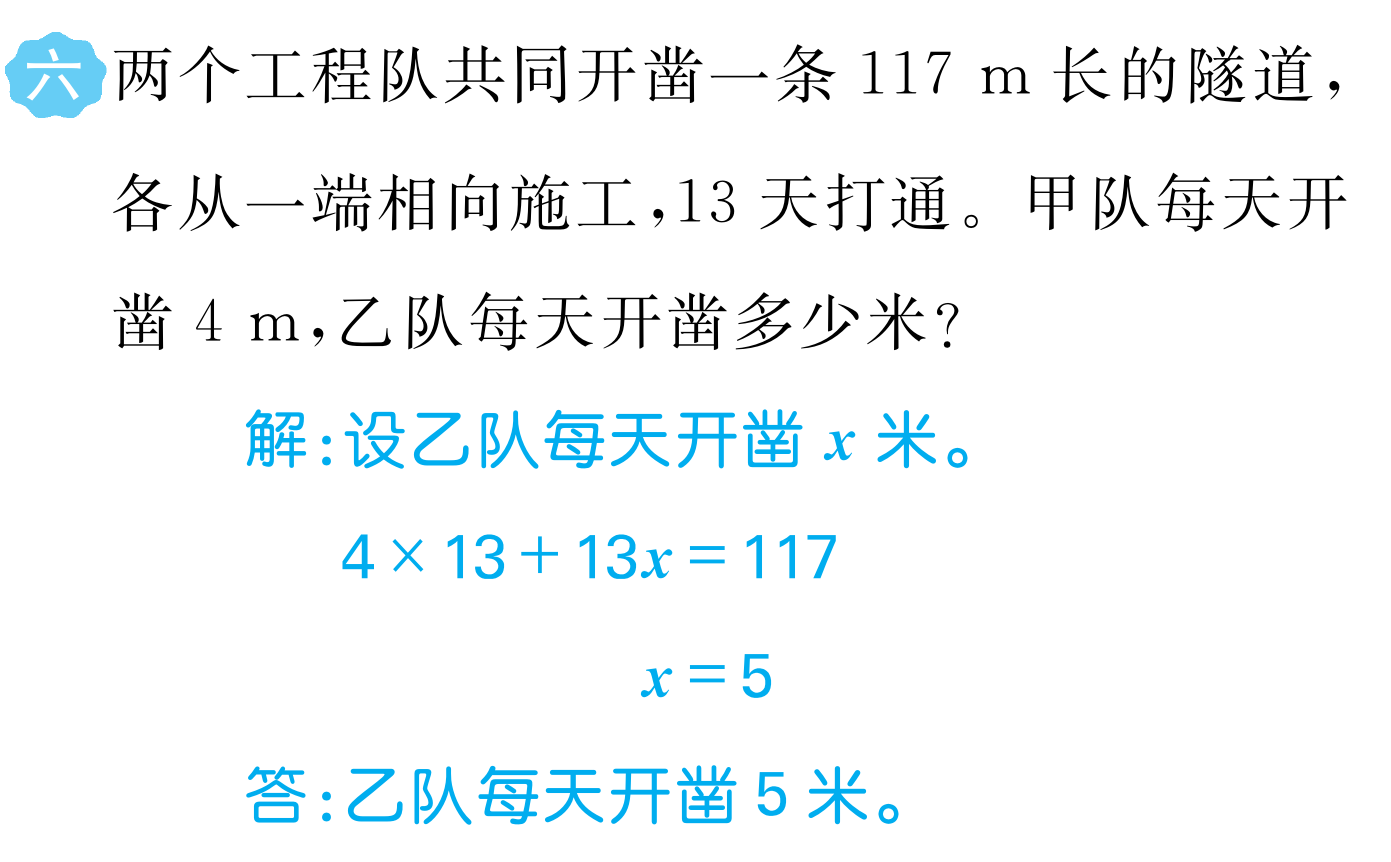 六 两个工程队共同开凿一条 117 m 长的隧道，
各从一端相向施工，13 天打通。甲队每天开
凿 4 m，乙队每天开凿多少米？
解：设乙队每天开凿 x 米。
4 × 13 + 13x = 117
x = 5
答：乙队每天开凿 5 米。